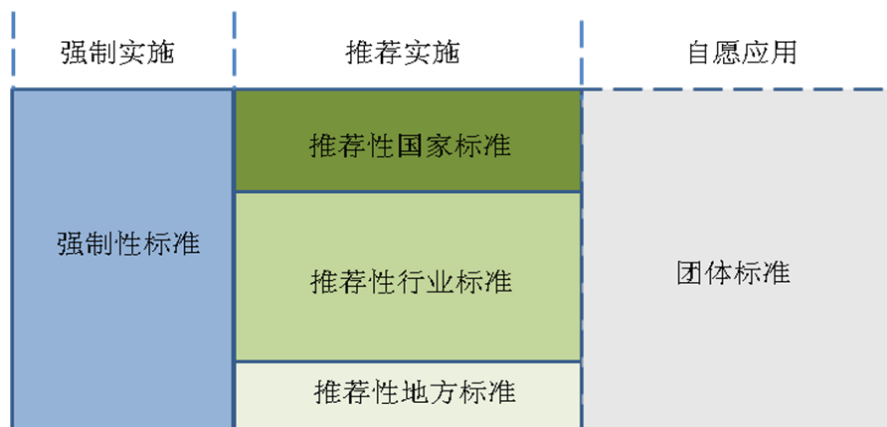 强制实施
推荐实施
自愿应用
推荐性国家标准
强制性标准
推荐性行业标准
团体标准
推荐性地方标准